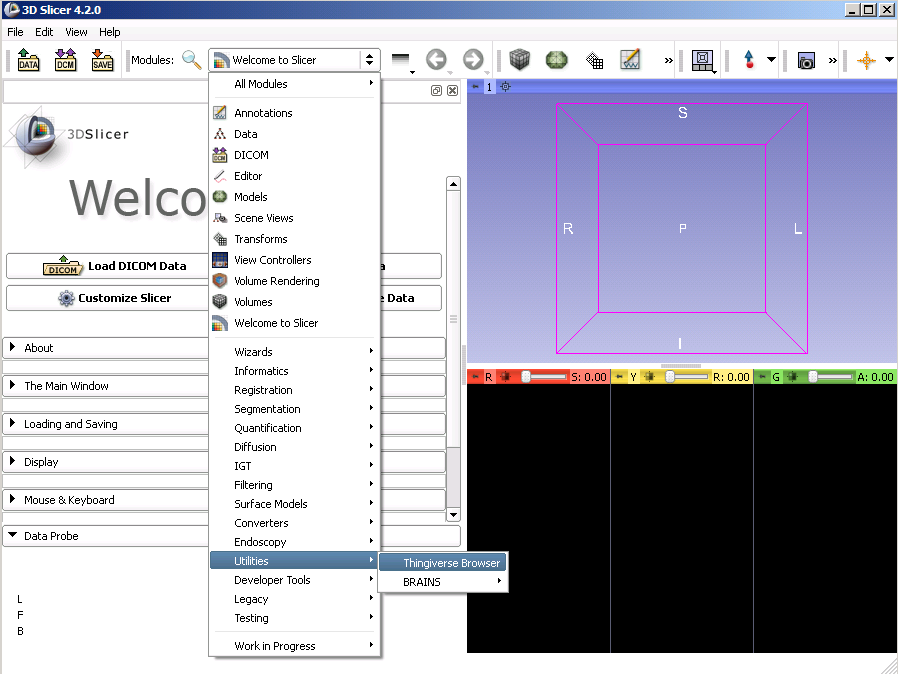 3D Slicer 4.2.0
File Edit View Help
DATA DCM SAVE Modules: Welcome to Slicer
All Modules
1
3DSlicer
Annotations
Data
DICOM
Editor
Models
Scene Views
Transforms
View Controllers
Volume Rendering
Volumes
Welcome to Slicer
Wizards
Informatics
Registration
Segmentation
Quantification
Diffusion
IGT
Filtering
Surface Models
Converters
Endoscopy
Utilities
Developer Tools
Legacy
Testing
Work in Progress
Thingiverse Browser
BRAINS
Welco
DICOM Load DICOM Data a
Customize Slicer e Data
About
The Main Window
Loading and Saving
Display
Mouse & Keyboard
Data Probe
L
F
B
S
R P L
I
R S: 0.00 Y R: 0.00 G A: 0.00